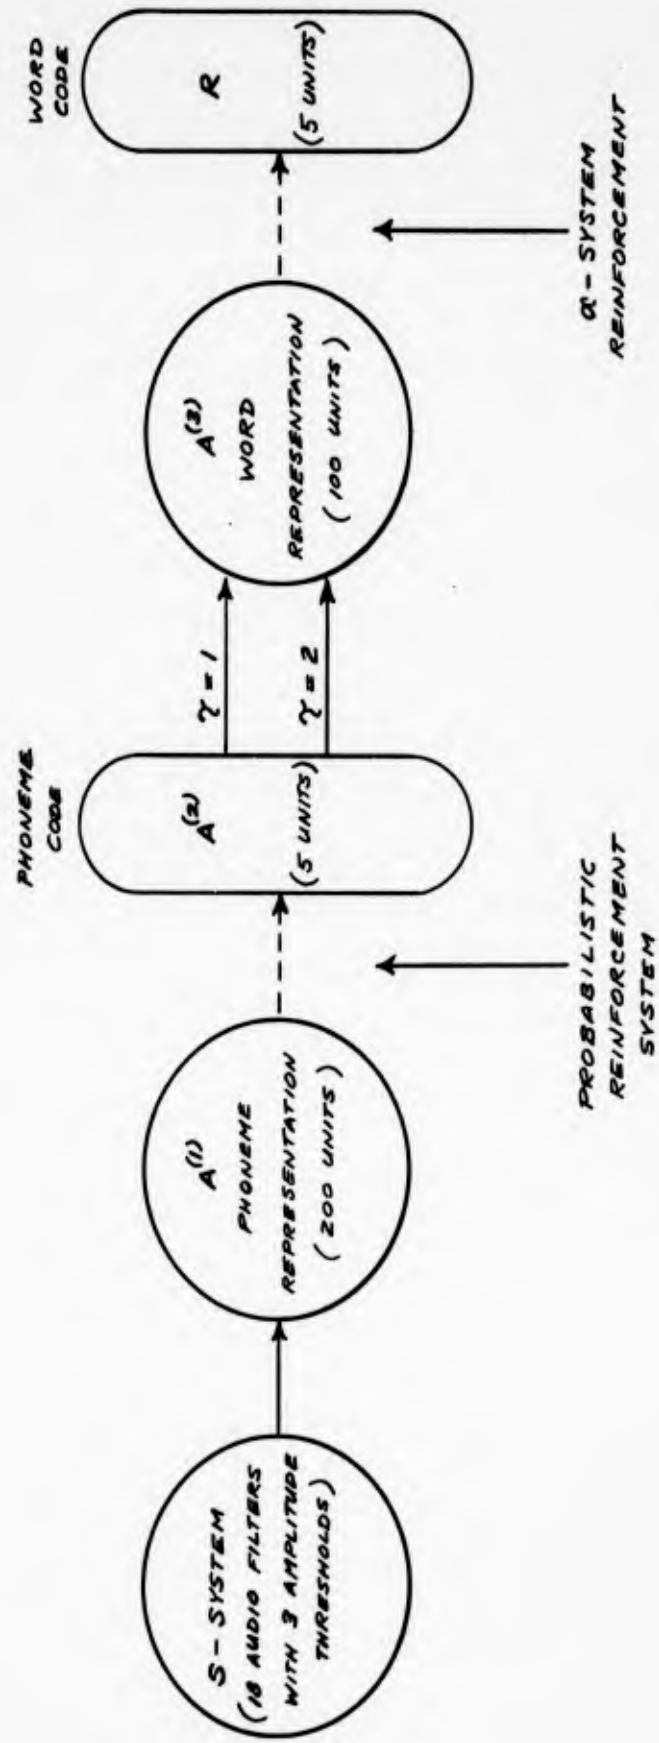 S - SYSTEM
(18 AUDIO FILTERS
WITH 3 AMPLITUDE
THRESHOLDS)
A(1)
PHONEME
REPRESENTATION
(200 UNITS)
PHONEME
CODE
A(2)
(5 UNITS)
PROBABILISTIC
REINFORCEMENT
SYSTEM
τ = 1
τ = 2
A(3)
WORD
REPRESENTATION
(100 UNITS)
WORD
CODE
R
(5 UNITS)
α - SYSTEM
REINFORCEMENT